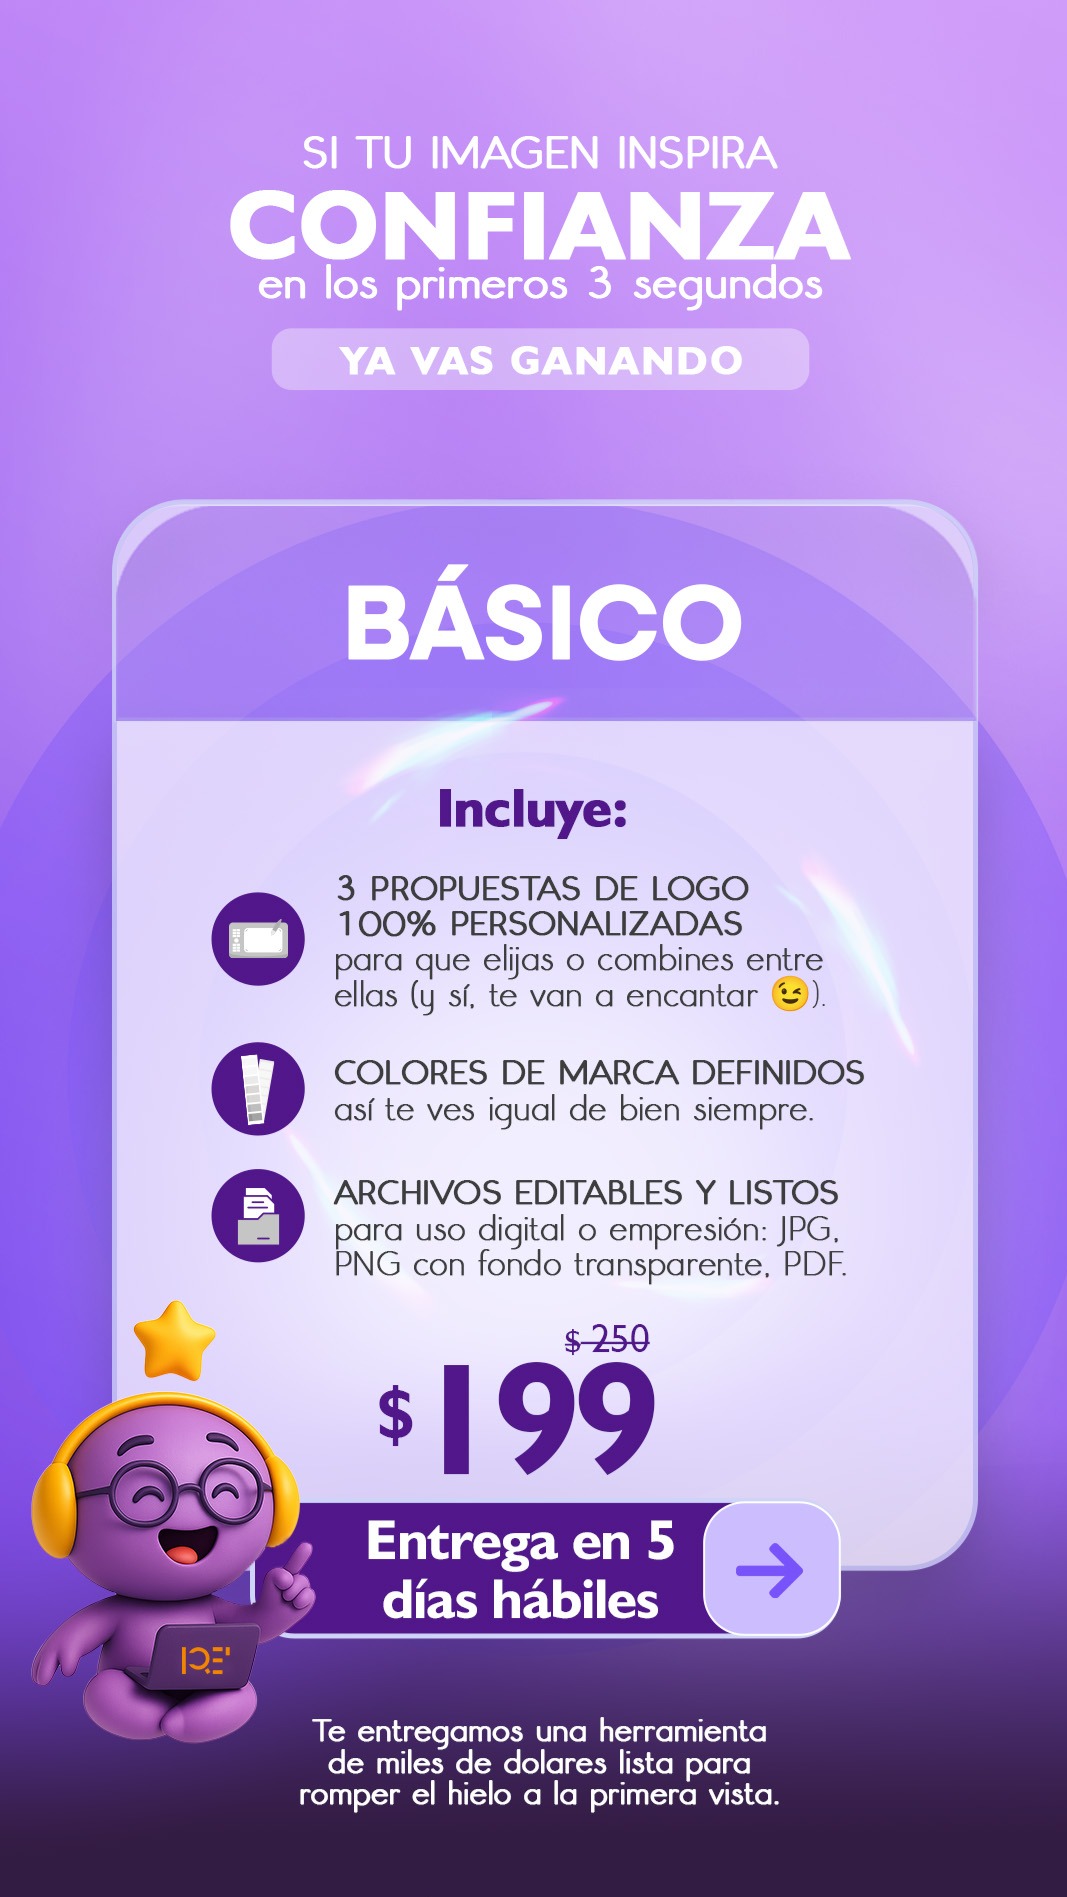 SI TU IMAGEN INSPIRA
CONFIANZA
en los primeros 3 segundos
YA VAS GANANDO
BÁSICO
Incluye:
3 PROPUESTAS DE LOGO
100% PERSONALIZADAS
para que elijas o combines entre
ellas (y sí, te van a encantar 😉).
COLORES DE MARCA DEFINIDOS
así te ves igual de bien siempre.
ARCHIVOS EDITABLES Y LISTOS
para uso digital o empresión: JPG,
PNG con fondo transparente, PDF.
$ 250
$199
Entrega en 5
días hábiles
Te entregamos una herramienta
de miles de dolares lista para
romper el hielo a la primera vista.